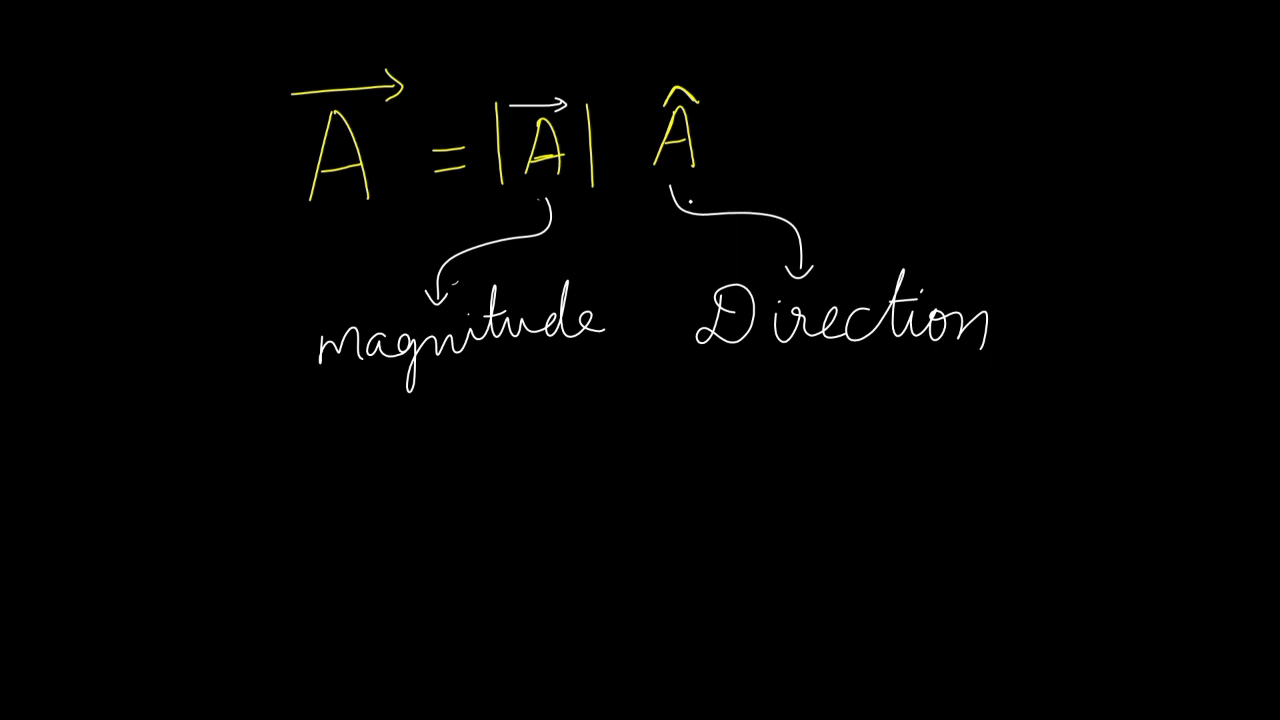 A⃗ = |A⃗| Â
magnitude Direction